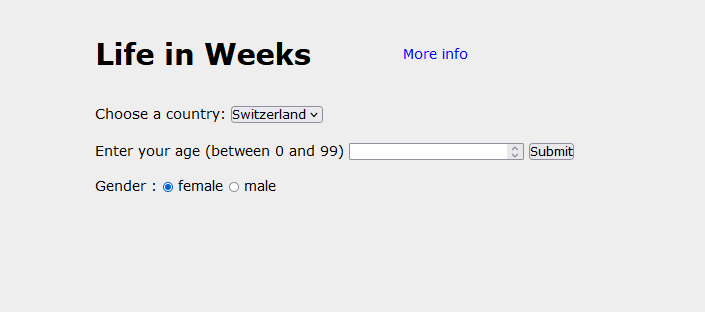 Life in Weeks More info
Choose a country: Switzerland
Enter your age (between 0 and 99) Submit
Gender : female male